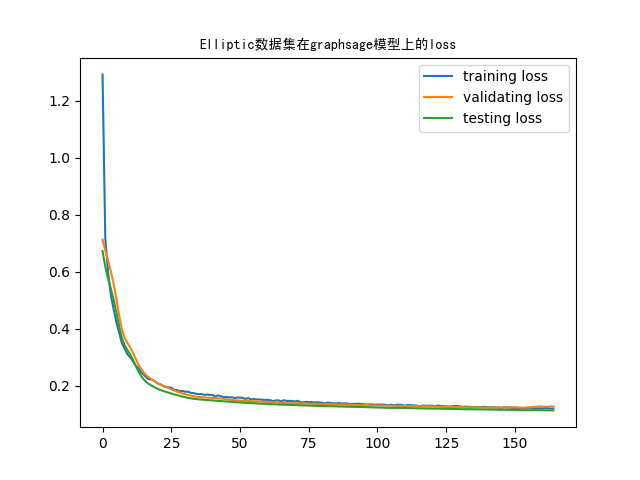 Elliptic数据集在graphsage模型上的loss
training loss
validating loss
testing loss
1.2
1.0
0.8
0.6
0.4
0.2
0 25 50 75 100 125 150